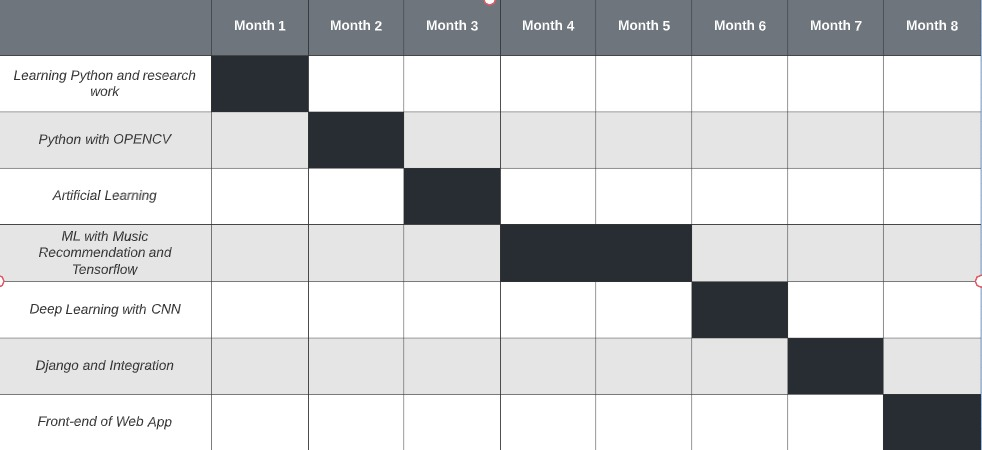 Month 1 Month 2 Month 3 Month 4 Month 5 Month 6 Month 7 Month 8
Learning Python and research
work
Python with OPENCV
Artificial Learning
ML with Music
Recommendation and
Tensorflow
Deep Learning with CNN
Django and Integration
Front-end of Web App